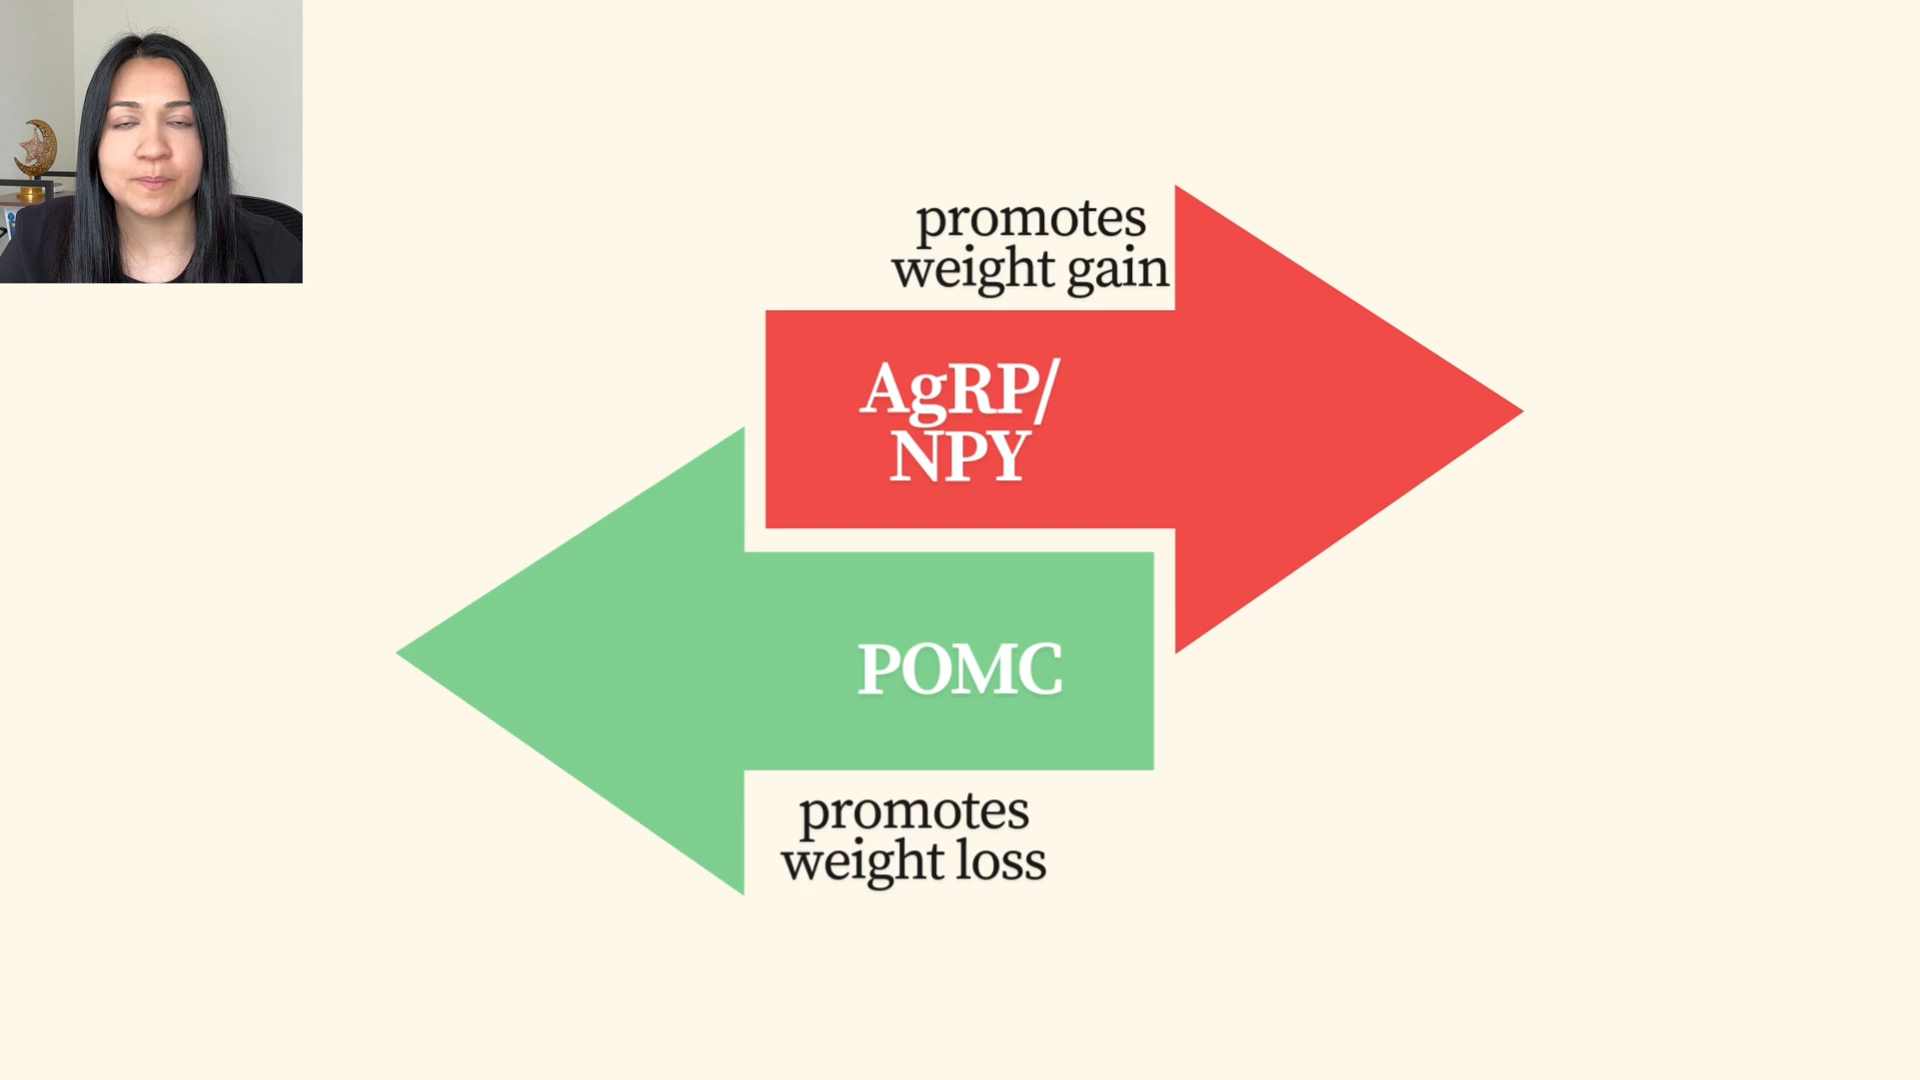 promotes
weight gain
AgRP/
NPY
POMC
promotes
weight loss